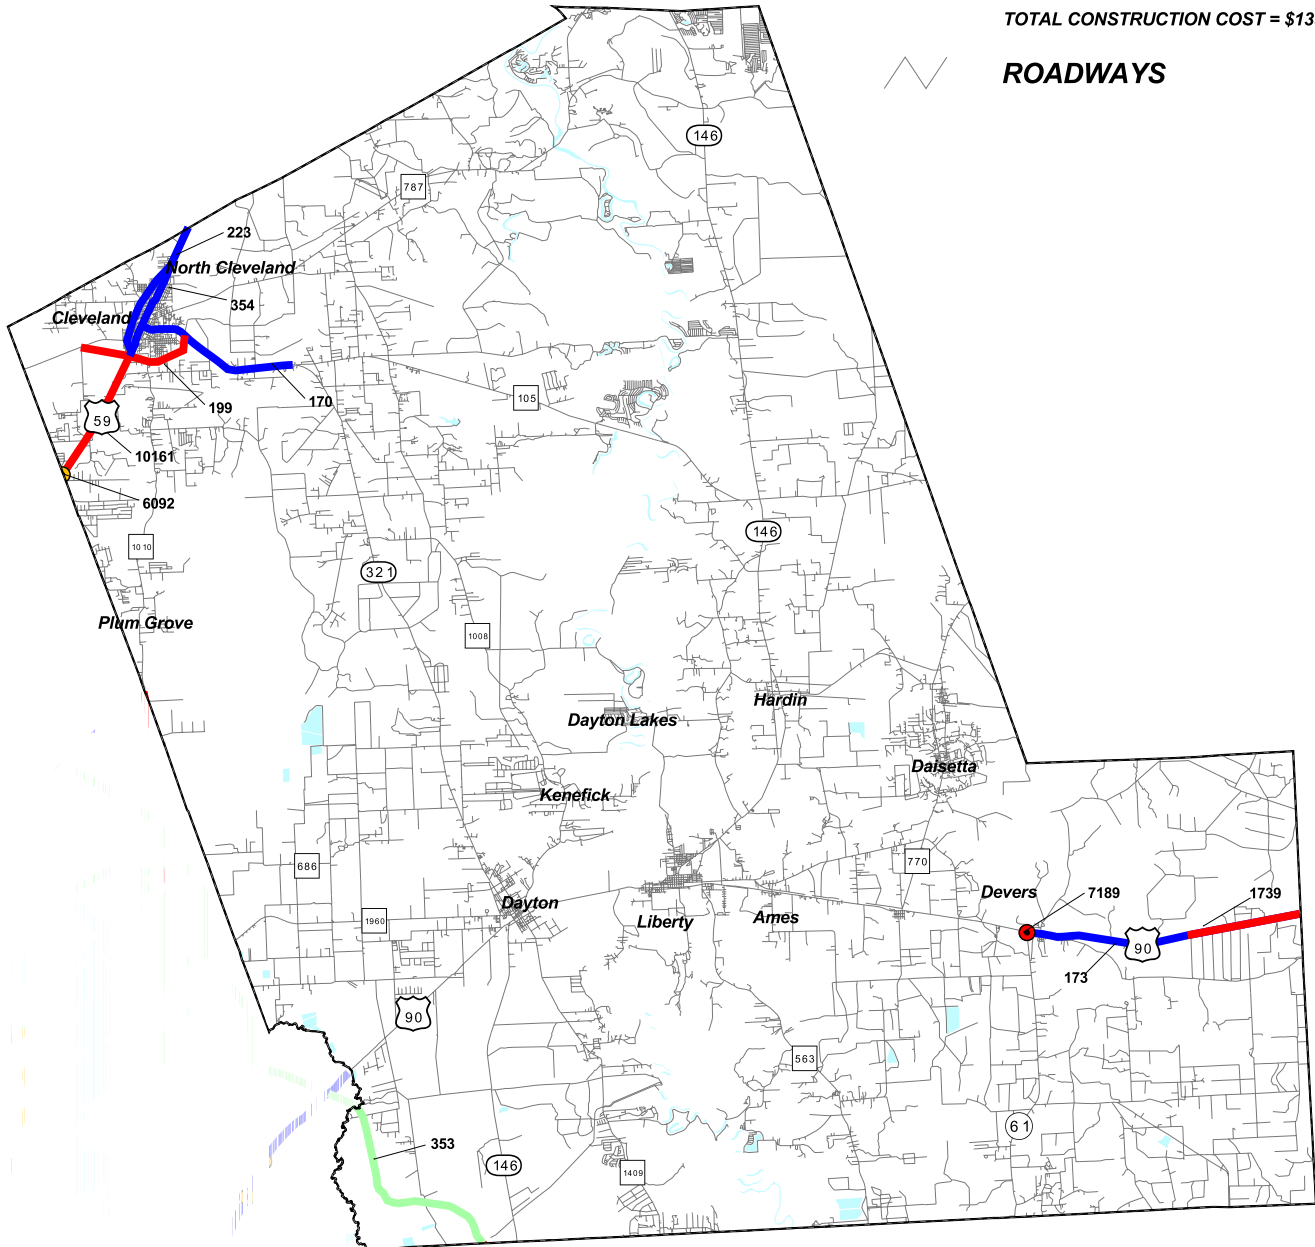 TOTAL CONSTRUCTION COST = $13
ROADWAYS
146
787
223
North Cleveland
354
Cleveland
199
170
105
59
10161
6092
146
1010
321
Plum Grove
1008
Hardin
Dayton Lakes
Daisetta
Kenefick
686
770
Devers
7189
1739
Dayton
1960
Liberty
Ames
90
173
90
563
61
353
146
1409